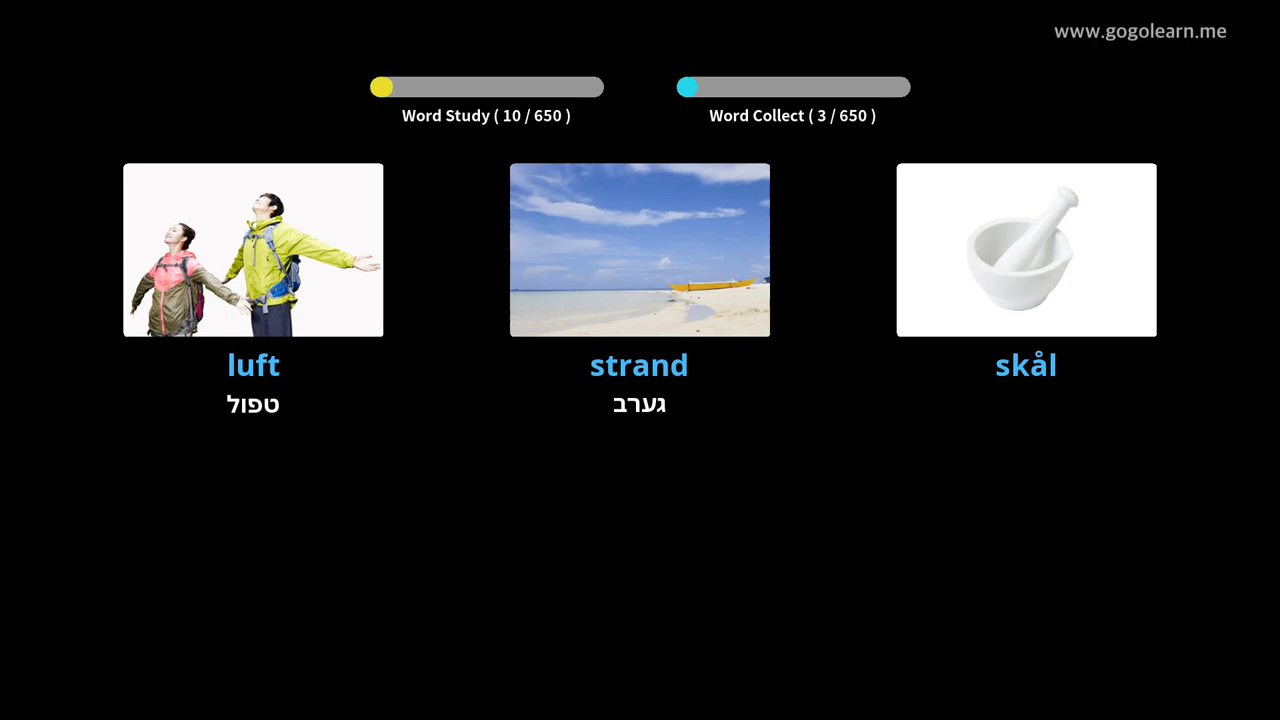 www.gogolearn.me
Word Study ( 10 / 650 )
Word Collect ( 3 / 650 )
luft
טפול
strand
גערב
skål